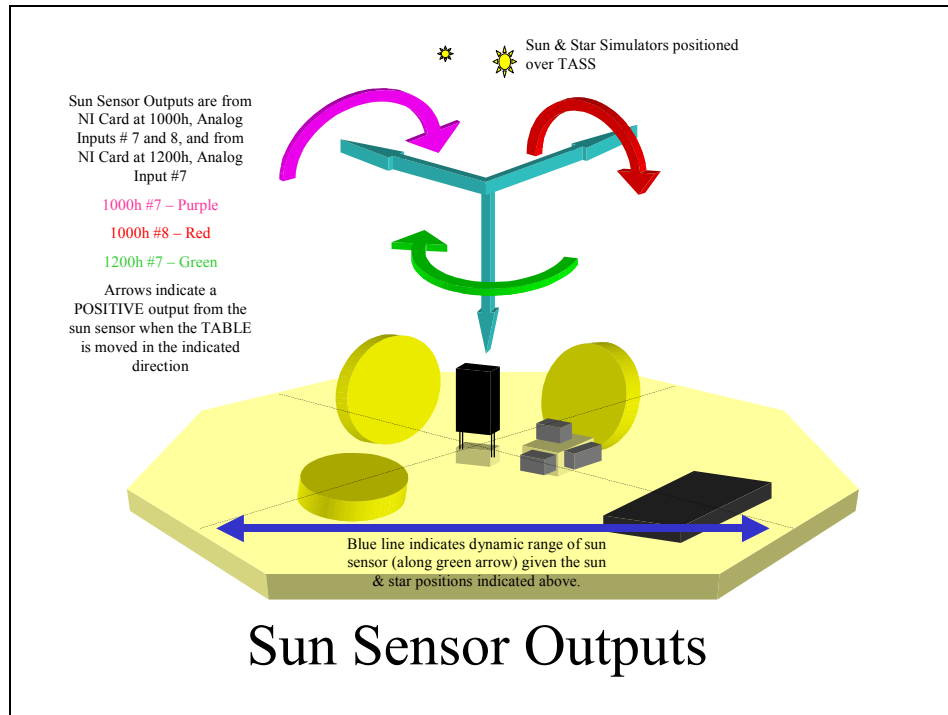 Sun & Star Simulators positioned
over TASS
Sun Sensor Outputs are from
NI Card at 1000h, Analog
Inputs # 7 and 8, and from
NI Card at 1200h, Analog
Input #7
1000h #7 – Purple
1000h #8 – Red
1200h #7 – Green
Arrows indicate a
POSITIVE output from the
sun sensor when the TABLE
is moved in the indicated
direction
Blue line indicates dynamic range of sun
sensor (along green arrow) given the sun
& star positions indicated above.
Sun Sensor Outputs